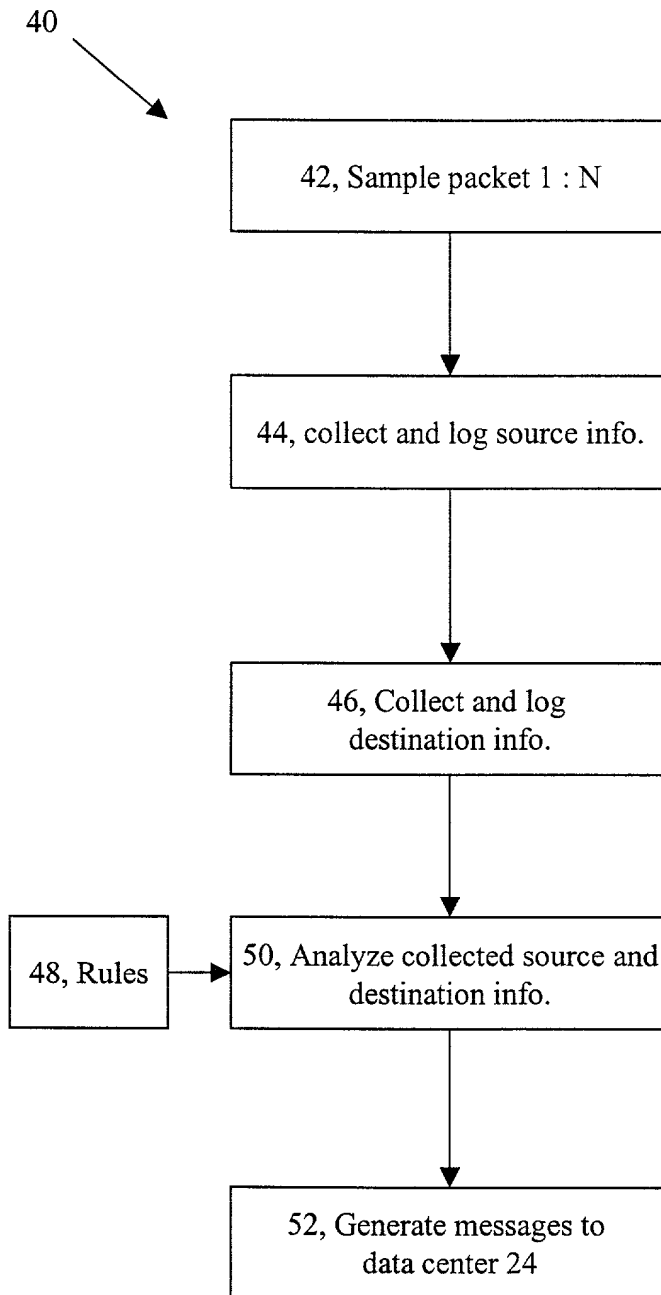 40
42, Sample packet 1 : N
44, collect and log source info.
46, Collect and log
destination info.
48, Rules
50, Analyze collected source and
destination info.
52, Generate messages to
data center 24